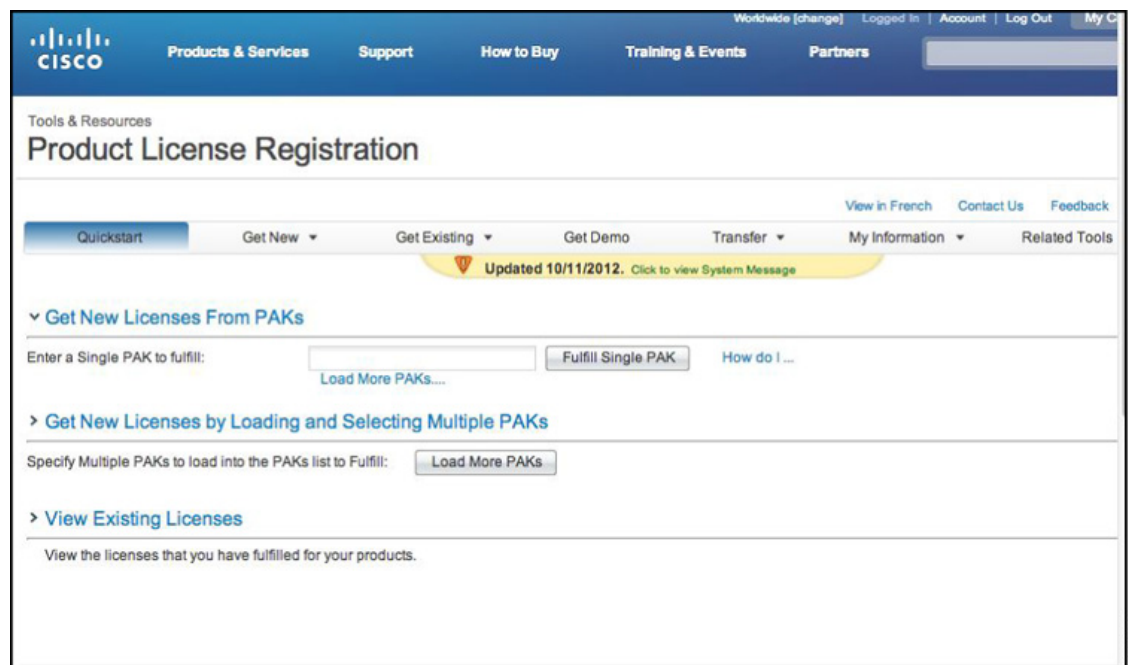 Worldwide [change] Logged In | Account | Log Out My C
CISCO Products & Services Support How to Buy Training & Events Partners
Tools & Resources
Product License Registration
View in French Contact Us Feedback
Quickstart Get New Get Existing Get Demo Transfer My Information Related Tools
Updated 10/11/2012. Click to view System Message
Get New Licenses From PAKs
Enter a Single PAK to fulfill: Fulfill Single PAK How do I ...
Load More PAKs....
Get New Licenses by Loading and Selecting Multiple PAKs
Specify Multiple PAKs to load into the PAKs list to Fulfill: Load More PAKs
View Existing Licenses
View the licenses that you have fulfilled for your products.